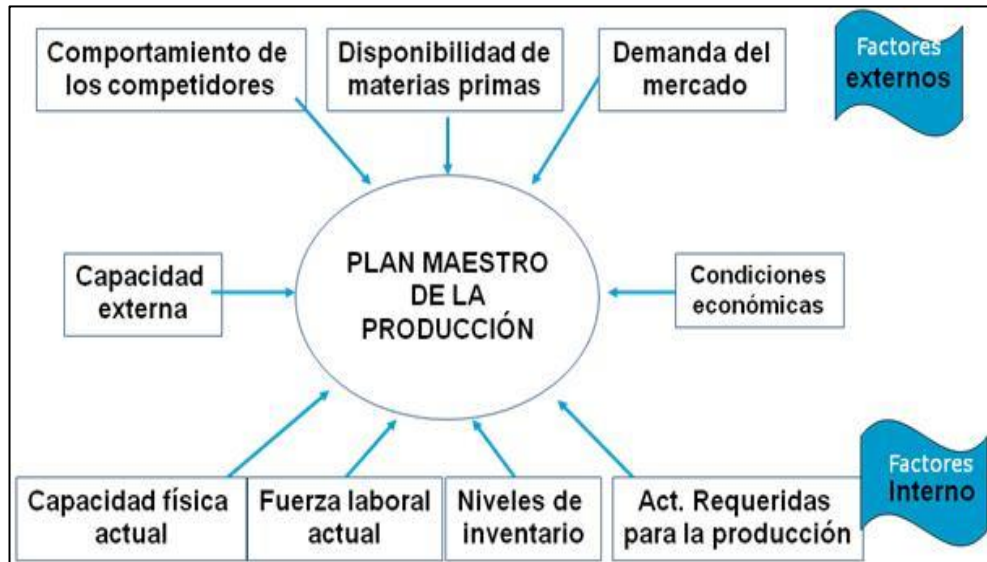 Comportamiento de
los competidores
Disponibilidad de
materias primas
Demanda del
mercado
Factores
externos
Capacidad
externa
PLAN MAESTRO
DE LA
PRODUCCIÓN
Condiciones
económicas
Capacidad física
actual
Fuerza laboral
actual
Niveles de
inventario
Act. Requeridas
para la producción
Factores
Interno